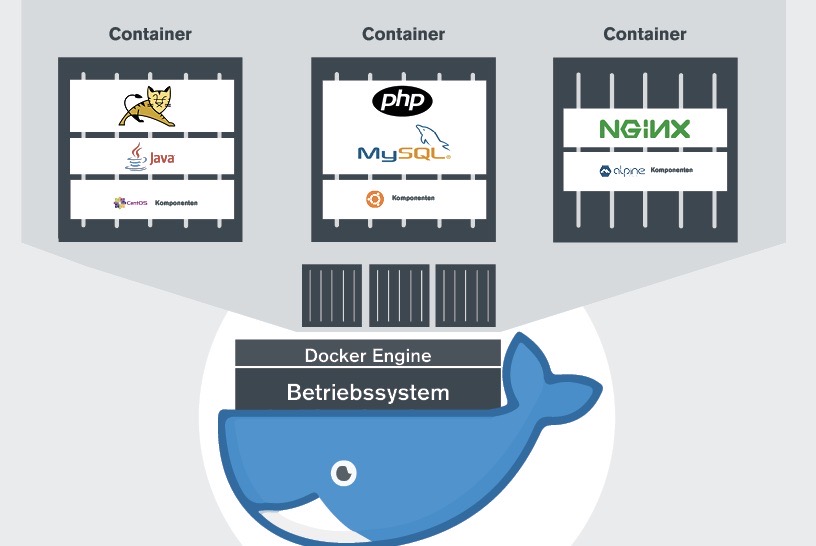 Container
Container
Container
Java
CentOS Komponenten
php
MySQL®
Komponenten
NGINX
alpine Komponenten
Docker Engine
Betriebssystem